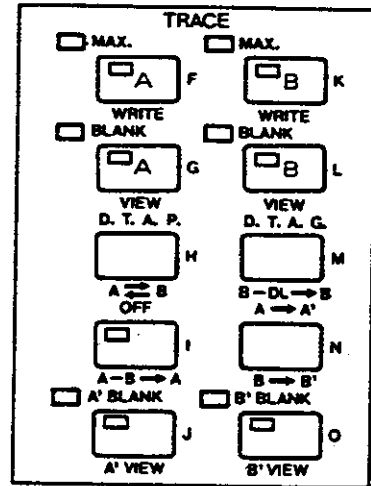 TRACE
MAX. MAX.
A F B K
WRITE WRITE
BLANK BLANK
A G B L
VIEW VIEW
D. T. A. P. D. T. A. G.
H M
A ⇄ B B-DL→B
OFF A→A'
I N
A-B→A B→B'
A' BLANK B' BLANK
J O
A' VIEW B' VIEW